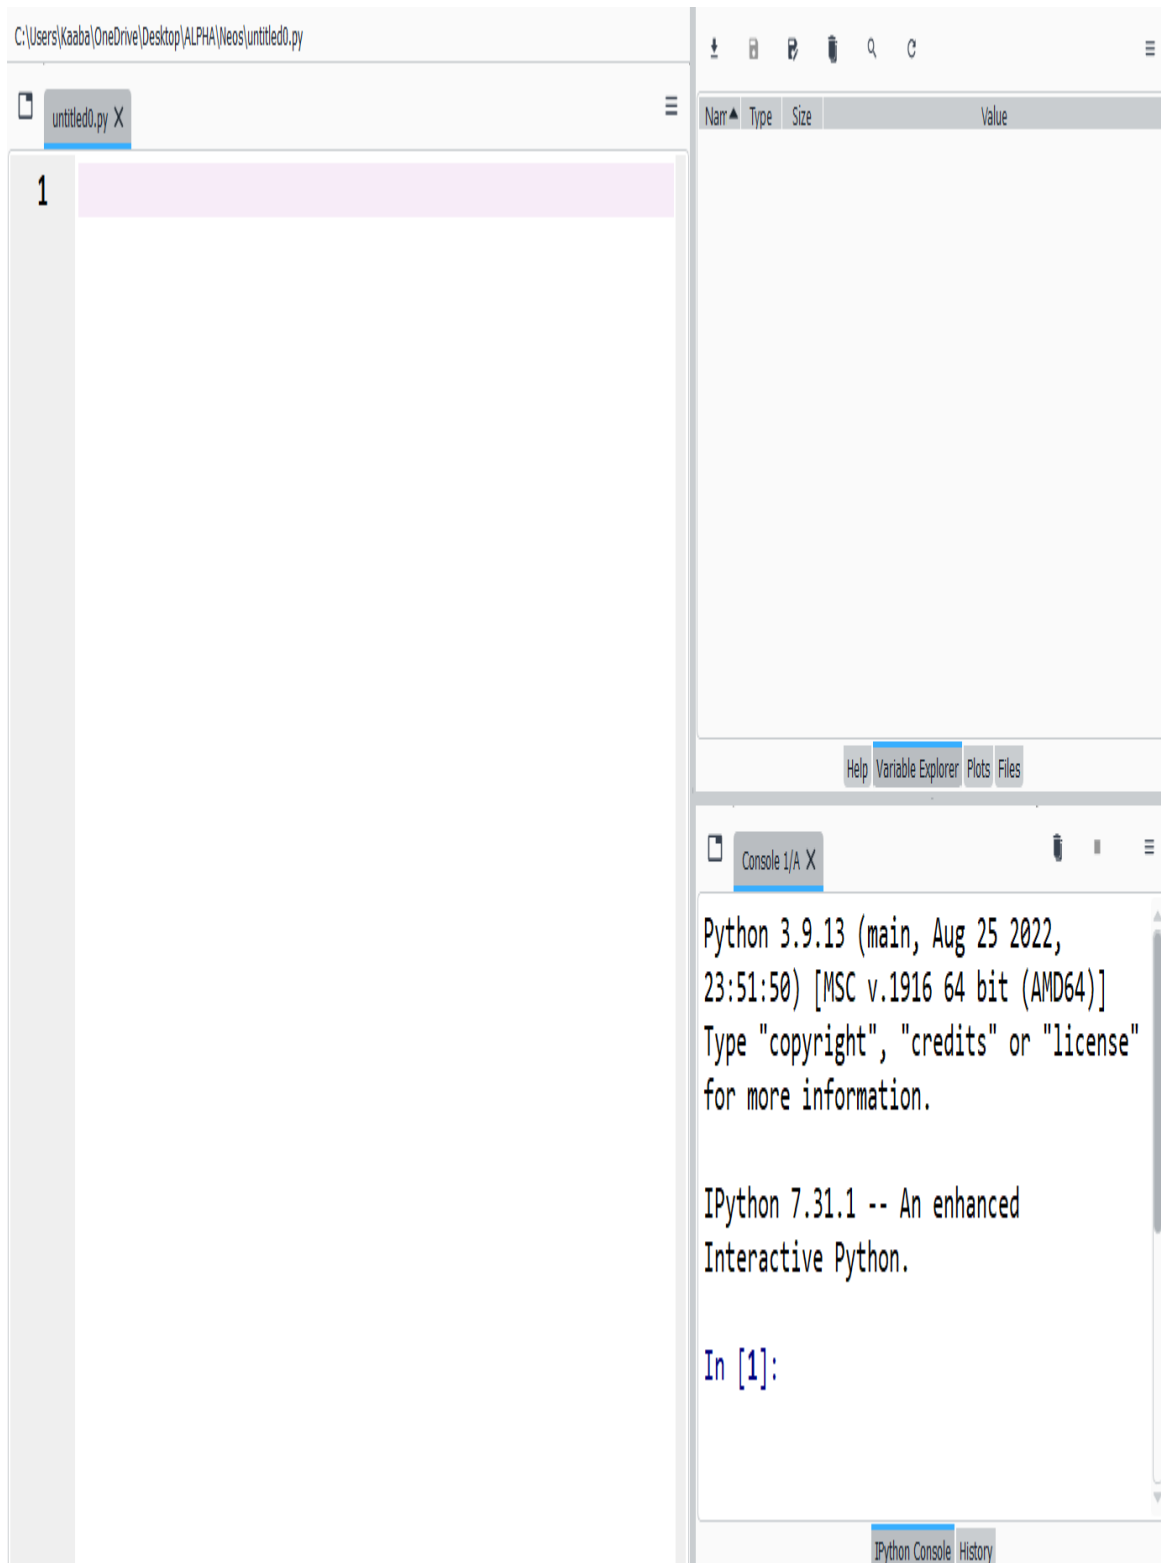 C:\Users\Kaaba\OneDrive\Desktop\ALPHA\Neos\untitled0.py
untitled0.py
1
Nam Type Size Value
Help Variable Explorer Plots Files
Console 1/A
Python 3.9.13 (main, Aug 25 2022,
23:51:50) [MSC v.1916 64 bit (AMD64)]
Type "copyright", "credits" or "license"
for more information.
IPython 7.31.1 -- An enhanced
Interactive Python.
In [1]:
IPython Console History